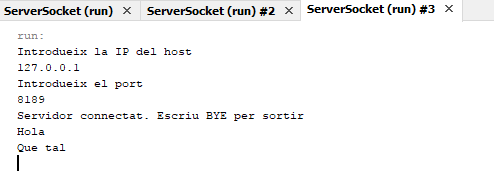 ServerSocket (run) × ServerSocket (run) #2 × ServerSocket (run) #3 ×
run:
Introdueix la IP del host
127.0.0.1
Introdueix el port
8189
Servidor connectat. Escriu BYE per sortir
Hola
Que tal